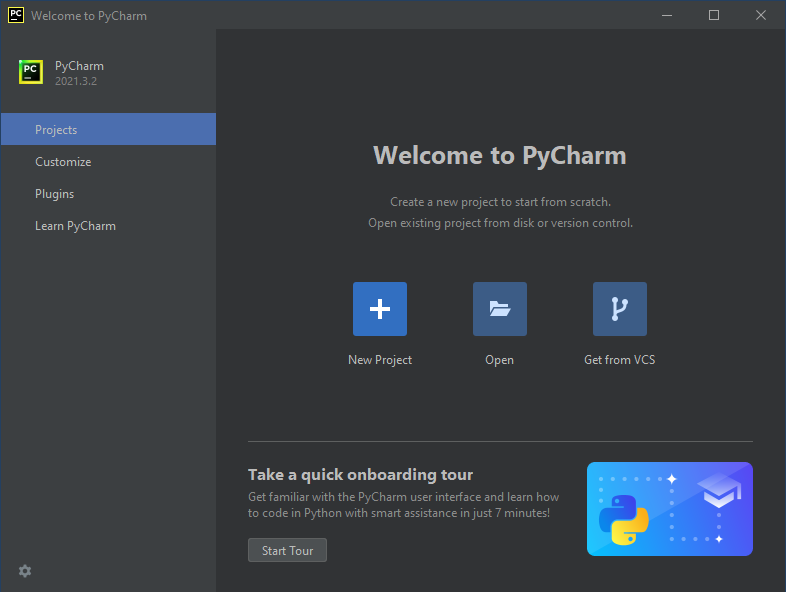 PC Welcome to PyCharm
PC PyCharm
2021.3.2
Projects
Customize
Plugins
Learn PyCharm
Welcome to PyCharm
Create a new project to start from scratch.
Open existing project from disk or version control.
New Project
Open
Get from VCS
Take a quick onboarding tour
Get familiar with the PyCharm user interface and learn how
to code in Python with smart assistance in just 7 minutes!
Start Tour